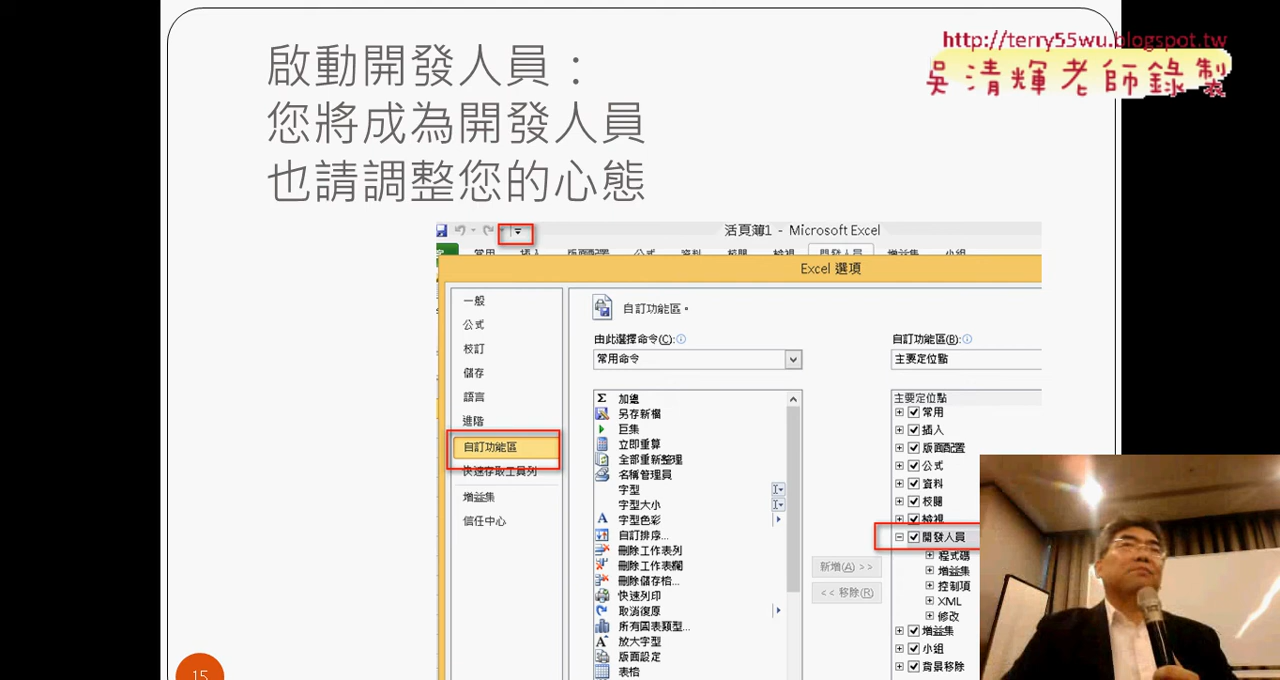 http://terry55wu.blogspot.tw
吳清輝老師錄製
啟動開發人員：
您將成為開發人員
也請調整您的心態
活頁簿1 - Microsoft Excel
常用 插入 版面配置 公式 資料 校閱 檢視 開發人員 增益集 小組
Excel 選項
一般
公式
校訂
儲存
語言
進階
自訂功能區
快速存取工具列
增益集
信任中心
自訂功能區。
由此選擇命令(C):
常用命令
加總
另存新檔
巨集
立即重算
全部重新整理
名稱管理員
字型
字型大小
字型色彩
自訂排序...
刪除工作表列
刪除工作表欄
刪除儲存格...
快速列印
取消復原
所有圖表類型...
放大字型
版面設定
表格
新增(A) >>
<< 移除(R)
自訂功能區(B):
主要定位點
主要定位點
常用
插入
版面配置
公式
資料
校閱
檢視
開發人員
程式碼
增益集
控制項
XML
修改
增益集
小組
背景移除
15